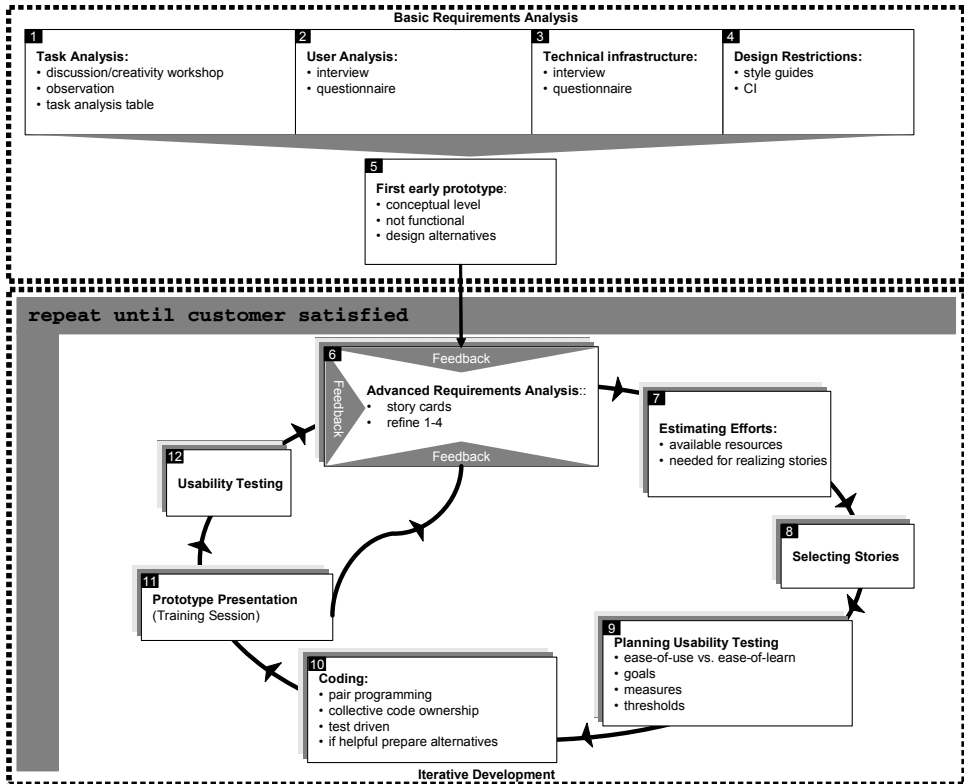 Basic Requirements Analysis
1
Task Analysis:
• discussion/creativity workshop
• observation
• task analysis table
2
User Analysis:
• interview
• questionnaire
3
Technical infrastructure:
• interview
• questionnaire
4
Design Restrictions:
• style guides
• CI
5
First early prototype:
• conceptual level
• not functional
• design alternatives
repeat until customer satisfied
6
Feedback
Feedback
Advanced Requirements Analysis::
• story cards
• refine 1-4
Feedback
7
Estimating Efforts:
• available resources
• needed for realizing stories
8
Selecting Stories
9
Planning Usability Testing
• ease-of-use vs. ease-of-learn
• goals
• measures
• thresholds
10
Coding:
• pair programming
• collective code ownership
• test driven
• if helpful prepare alternatives
11
Prototype Presentation
(Training Session)
12
Usability Testing
Iterative Development